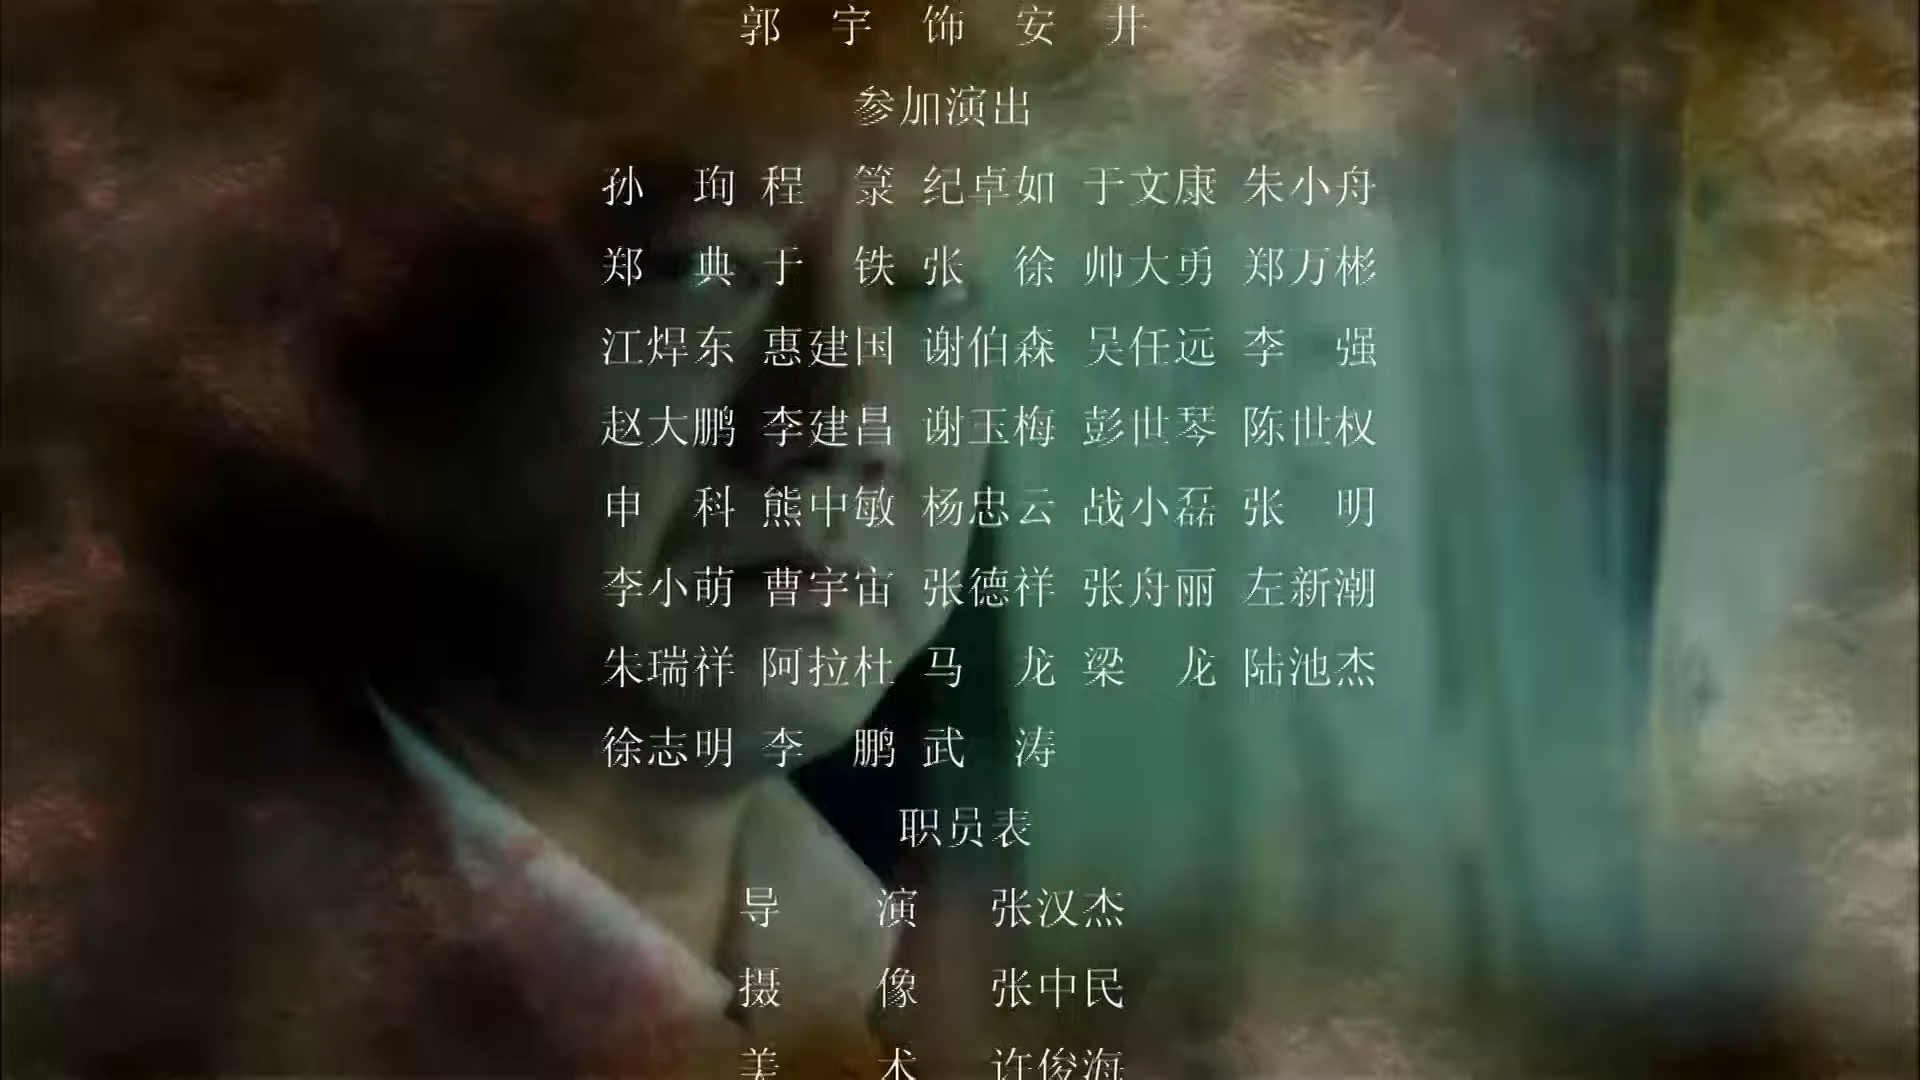 郭宇饰安井
参加演出
孙珣 程箓 纪卓如 于文康 朱小舟
郑典 于铁 张徐 帅大勇 郑万彬
江焊东 惠建国 谢伯森 吴任远 李强
赵大鹏 李建昌 谢玉梅 彭世琴 陈世权
申科 熊中敏 杨忠云 战小磊 张明
李小萌 曹宇宙 张德祥 张舟丽 左新潮
朱瑞祥 阿拉杜 马龙 梁龙 陆池杰
徐志明 李鹏 武涛
职员表
导演 张汉杰
摄像 张中民
美术 许俊海